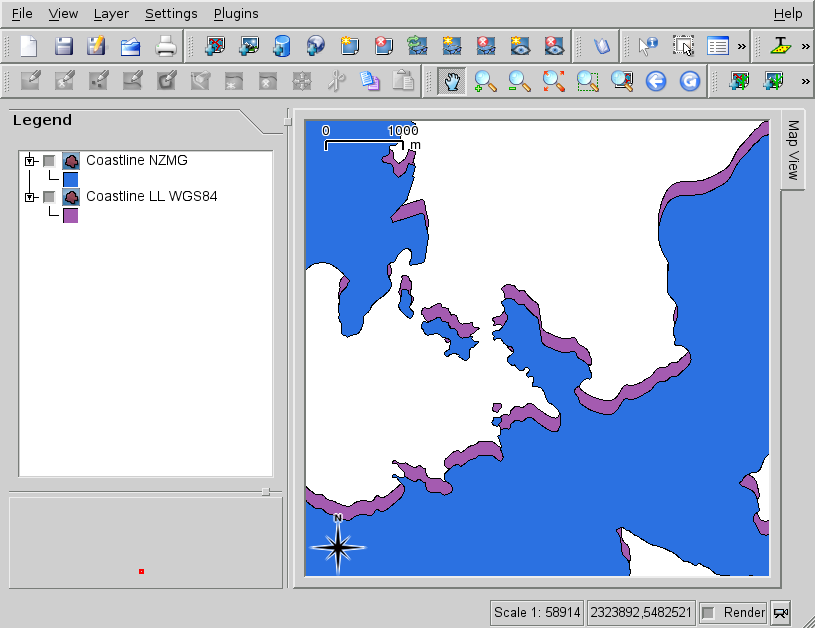 File View Layer Settings Plugins Help
» »
»
Legend
Coastline NZMG
Coastline LL WGS84
0 1000
m
N
Map View
Scale 1: 58914 2323892,5482521 Render